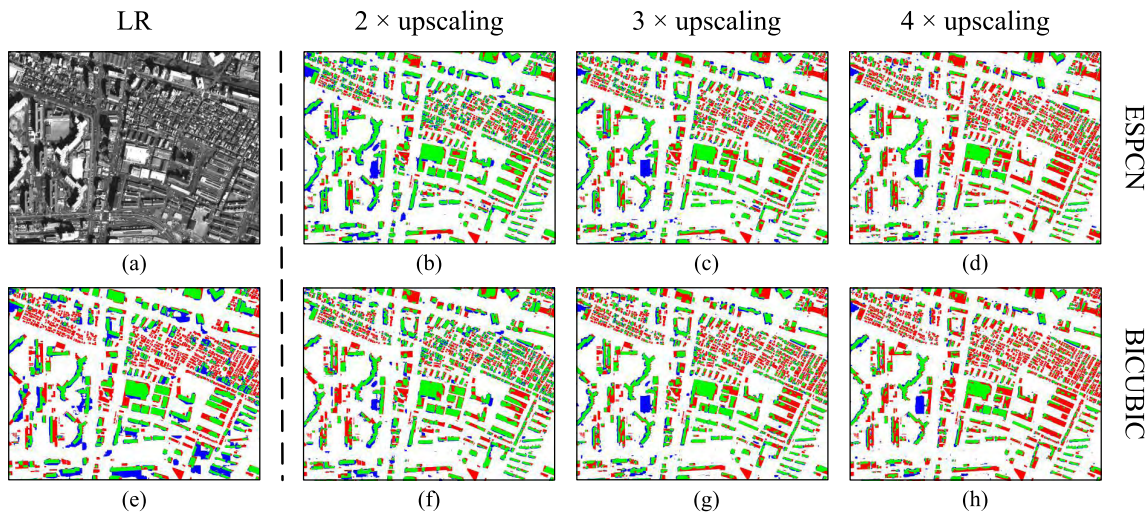 LR
2 × upscaling
3 × upscaling
4 × upscaling
ESPCN
(a)
(b)
(c)
(d)
BICUBIC
(e)
(f)
(g)
(h)